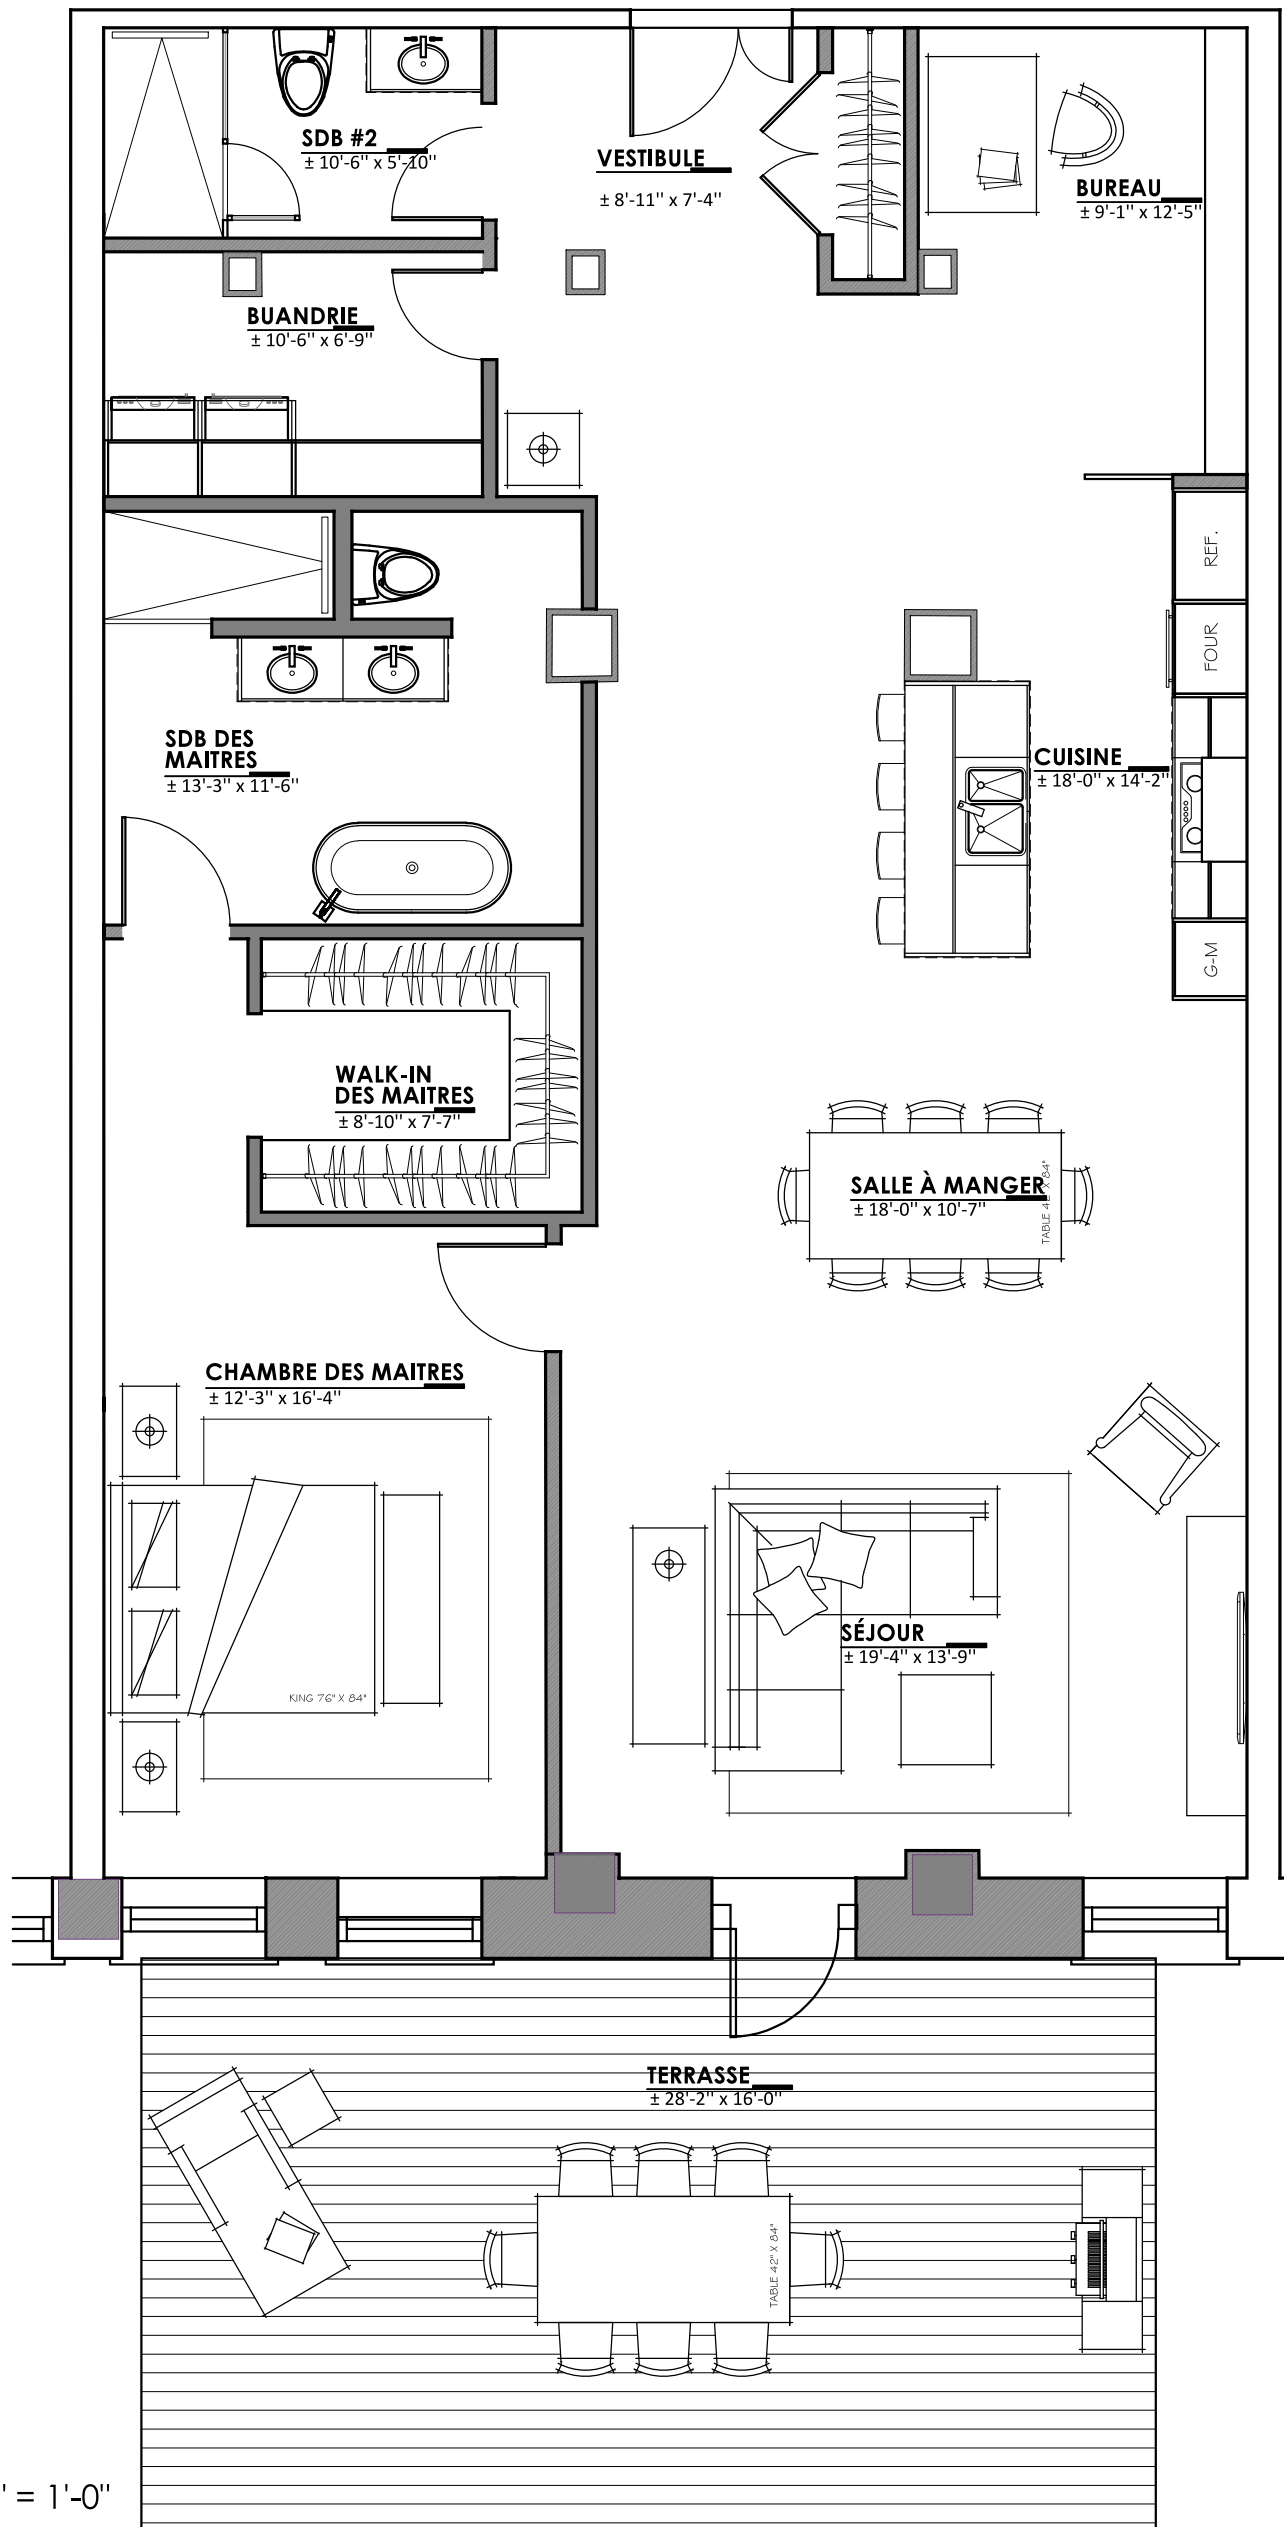 SDB #2
± 10'-6" x 5'-10"
VESTIBULE
± 8'-11" x 7'-4"
BUREAU
± 9'-1" x 12'-5"
BUANDRIE
± 10'-6" x 6'-9"
REF.
FOUR
SDB DES
MAITRES
± 13'-3" x 11'-6"
CUISINE
± 18'-0" x 14'-2"
G-M
WALK-IN
DES MAITRES
± 8'-10" x 7'-7"
SALLE À MANGER
± 18'-0" x 10'-7"
TABLE 42" X 84"
CHAMBRE DES MAITRES
± 12'-3" x 16'-4"
KING 76" X 84"
SÉJOUR
± 19'-4" x 13'-9"
TERRASSE
± 28'-2" x 16'-0"
TABLE 42" X 84"
" = 1'-0"